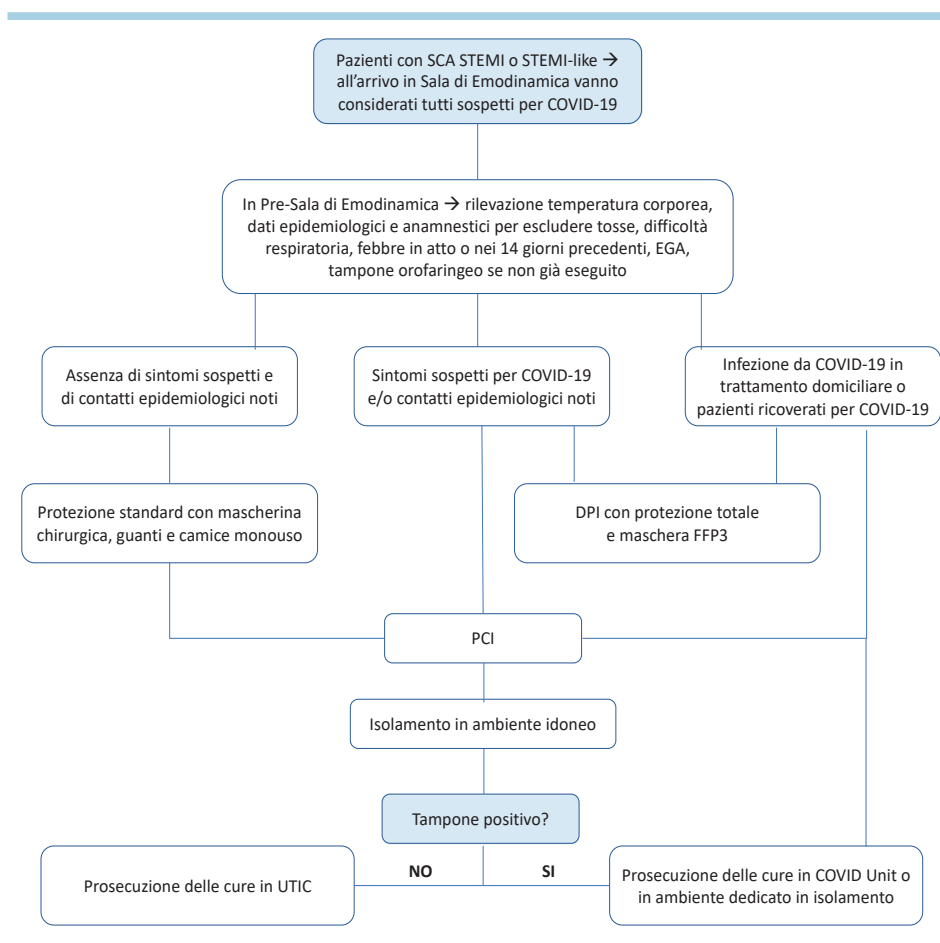 Pazienti con SCA STEMI o STEMI-like →
all'arrivo in Sala di Emodinamica vanno
considerati tutti sospetti per COVID-19
In Pre-Sala di Emodinamica → rilevazione temperatura corporea,
dati epidemiologici e anamnestici per escludere tosse, difficoltà
respiratoria, febbre in atto o nei 14 giorni precedenti, EGA,
tampone orofaringeo se non già eseguito
Assenza di sintomi sospetti e
di contatti epidemiologici noti
Sintomi sospetti per COVID-19
e/o contatti epidemiologici noti
Infezione da COVID-19 in
trattamento domiciliare o
pazienti ricoverati per COVID-19
Protezione standard con mascherina
chirurgica, guanti e camice monouso
DPI con protezione totale
e maschera FFP3
PCI
Isolamento in ambiente idoneo
Tampone positivo?
NO
SI
Prosecuzione delle cure in UTIC
Prosecuzione delle cure in COVID Unit o
in ambiente dedicato in isolamento